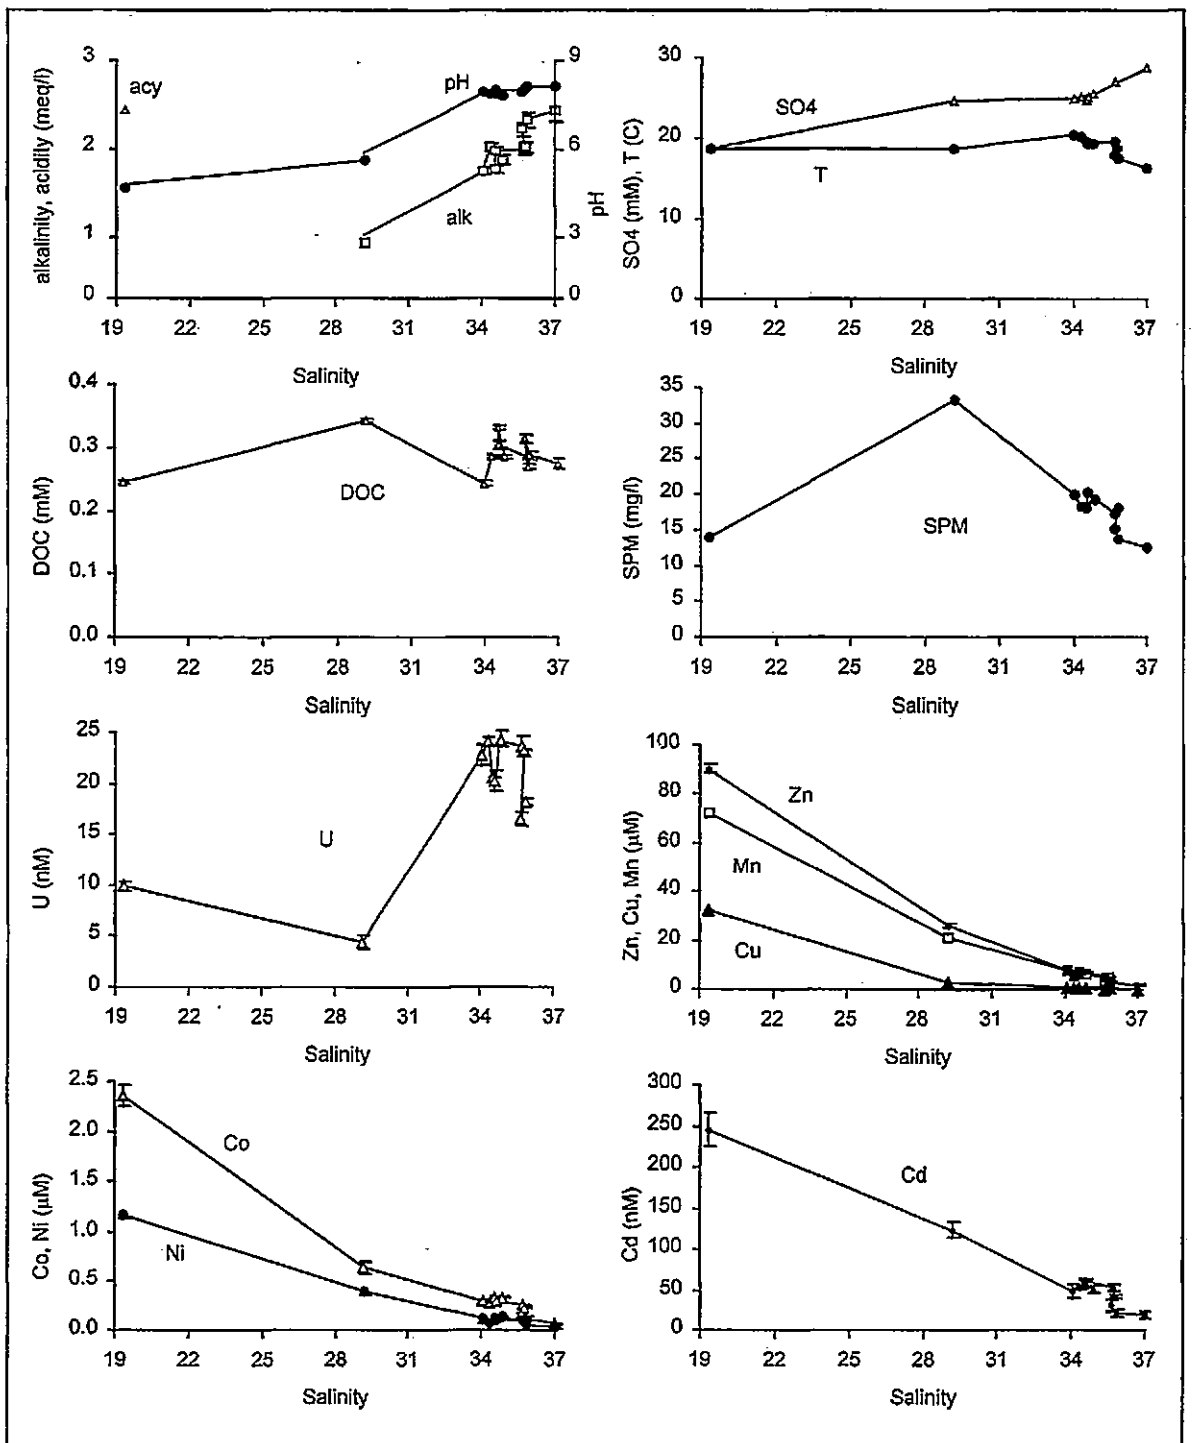 alkalinity, acidity (meq/l)
3
2
1
0
acy
pH
alk
9
6
3
0
pH
19 22 25 28 31 34 37
Salinity
SO4 (mM), T (C)
30
20
10
0
SO4
T
19 22 25 28 31 34 37
Salinity
DOC (mM)
0.4
0.3
0.2
0.1
0.0
DOC
19 22 25 28 31 34 37
Salinity
SPM (mg/l)
35
30
25
20
15
10
5
0
SPM
19 22 25 28 31 34 37
Salinity
U (nM)
25
20
15
10
5
0
U
19 22 25 28 31 34 37
Salinity
Zn, Cu, Mn (μM)
100
80
60
40
20
0
Zn
Mn
Cu
19 22 25 28 31 34 37
Salinity
Co, Ni (μM)
2.5
2.0
1.5
1.0
0.5
0.0
Co
Ni
19 22 25 28 31 34 37
Salinity
Cd (nM)
300
250
200
150
100
50
0
Cd
19 22 25 28 31 34 37
Salinity